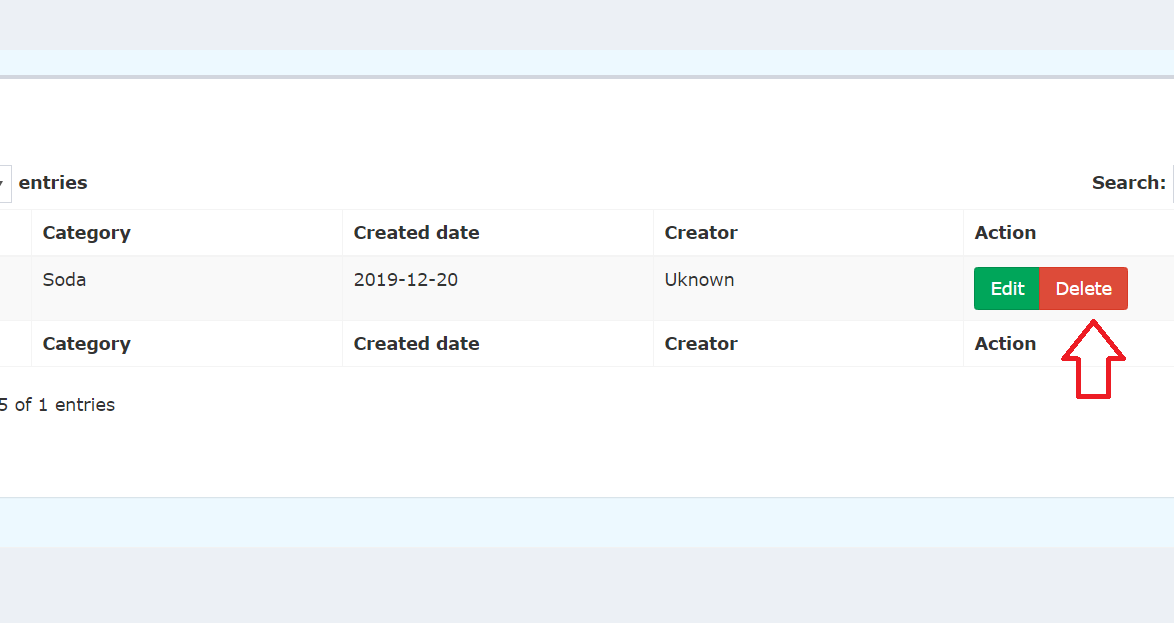 entries Search:
Category Created date Creator Action
Soda 2019-12-20 Uknown Edit Delete
Category Created date Creator Action
5 of 1 entries